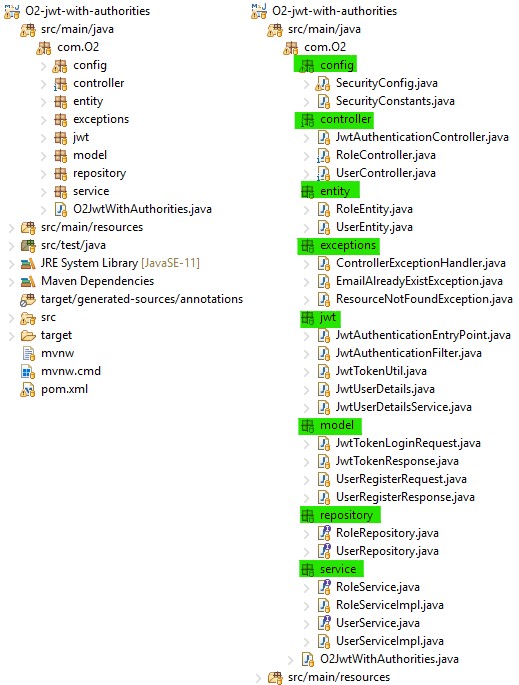 O2-jwt-with-authorities
src/main/java
com.O2
config
controller
entity
exceptions
jwt
model
repository
service
O2JwtWithAuthorities.java
src/main/resources
src/test/java
JRE System Library [JavaSE-11]
Maven Dependencies
target/generated-sources/annotations
src
target
mvnw
mvnw.cmd
pom.xml
O2-jwt-with-authorities
src/main/java
com.O2
config
SecurityConfig.java
SecurityConstants.java
controller
JwtAuthenticationController.java
RoleController.java
UserController.java
entity
RoleEntity.java
UserEntity.java
exceptions
ControllerExceptionHandler.java
EmailAlreadyExistException.java
ResourceNotFoundException.java
jwt
JwtAuthenticationEntryPoint.java
JwtAuthenticationFilter.java
JwtTokenUtil.java
JwtUserDetails.java
JwtUserDetailsService.java
model
JwtTokenLoginRequest.java
JwtTokenResponse.java
UserRegisterRequest.java
UserRegisterResponse.java
repository
RoleRepository.java
UserRepository.java
service
RoleService.java
RoleServiceImpl.java
UserService.java
UserServiceImpl.java
O2JwtWithAuthorities.java
src/main/resources